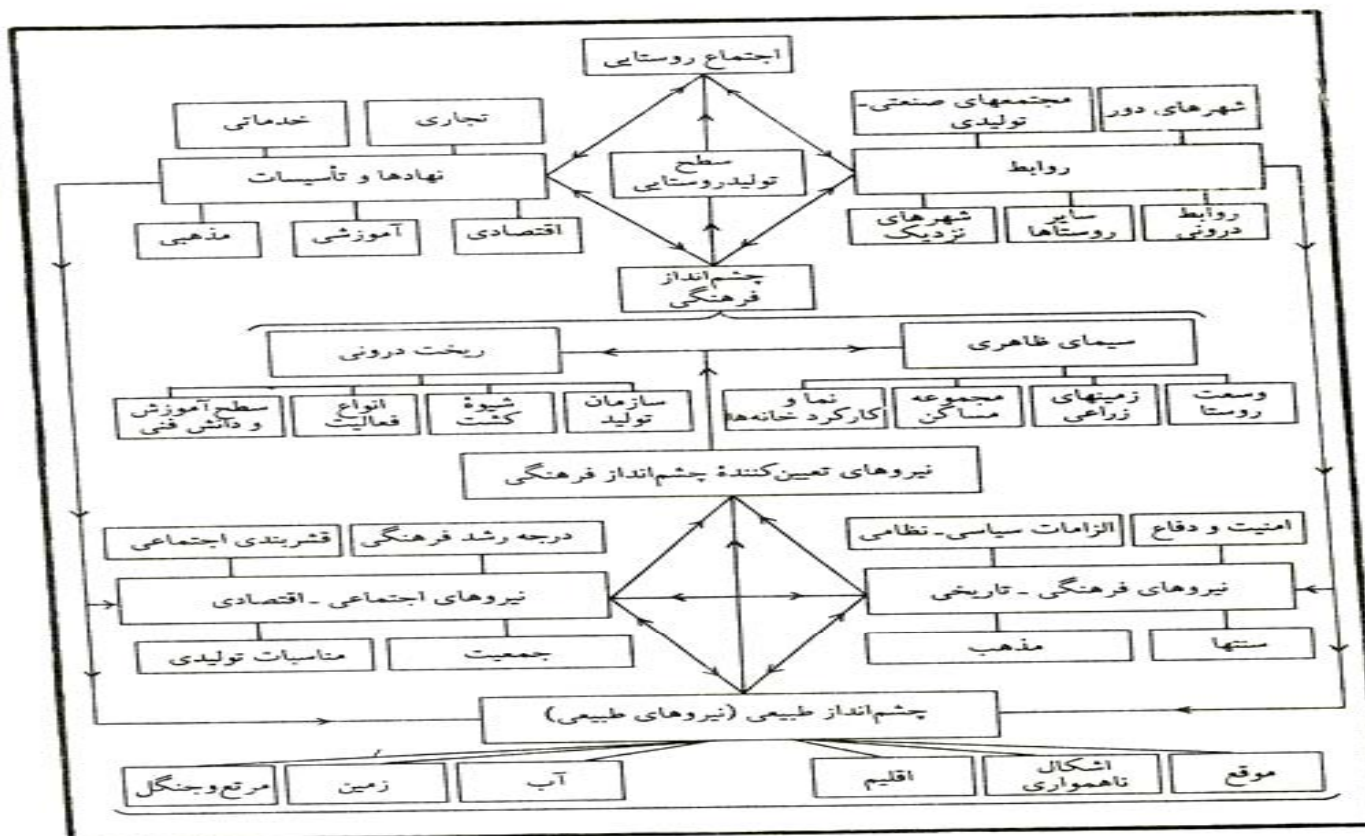 اجتماع روستایی
شهرهای دور
مجتمعهای صنعتی-
تولیدی
تجاری
خدماتی
روابط
سطح
تولیدروستایی
نهادها و تأسیسات
روابط
درونی
سایر
روستاها
شهرهای
نزدیک
اقتصادی
آموزشی
مذهبی
چشم‌انداز
فرهنگی
سیمای ظاهری
ریخت درونی
وسعت
روستا
زمینهای
زراعی
مجموعه
مساکن
نما و
کارکرد خانه‌ها
سازمان
تولید
شیوۀ
کشت
انواع
فعالیت
سطح آموزش
و دانش فنی
نیروهای تعیین‌کنندۀ چشم‌انداز فرهنگی
امنیت و دفاع
الزامات سیاسی- نظامی
درجه رشد فرهنگی
قشربندی اجتماعی
نیروهای فرهنگی - تاریخی
نیروهای اجتماعی - اقتصادی
سنتها
مذهب
جمعیت
مناسبات تولیدی
چشم‌انداز طبیعی (نیروهای طبیعی)
موقع
اشکال
ناهمواری
اقلیم
آب
زمین
مرتع‌وجنگل